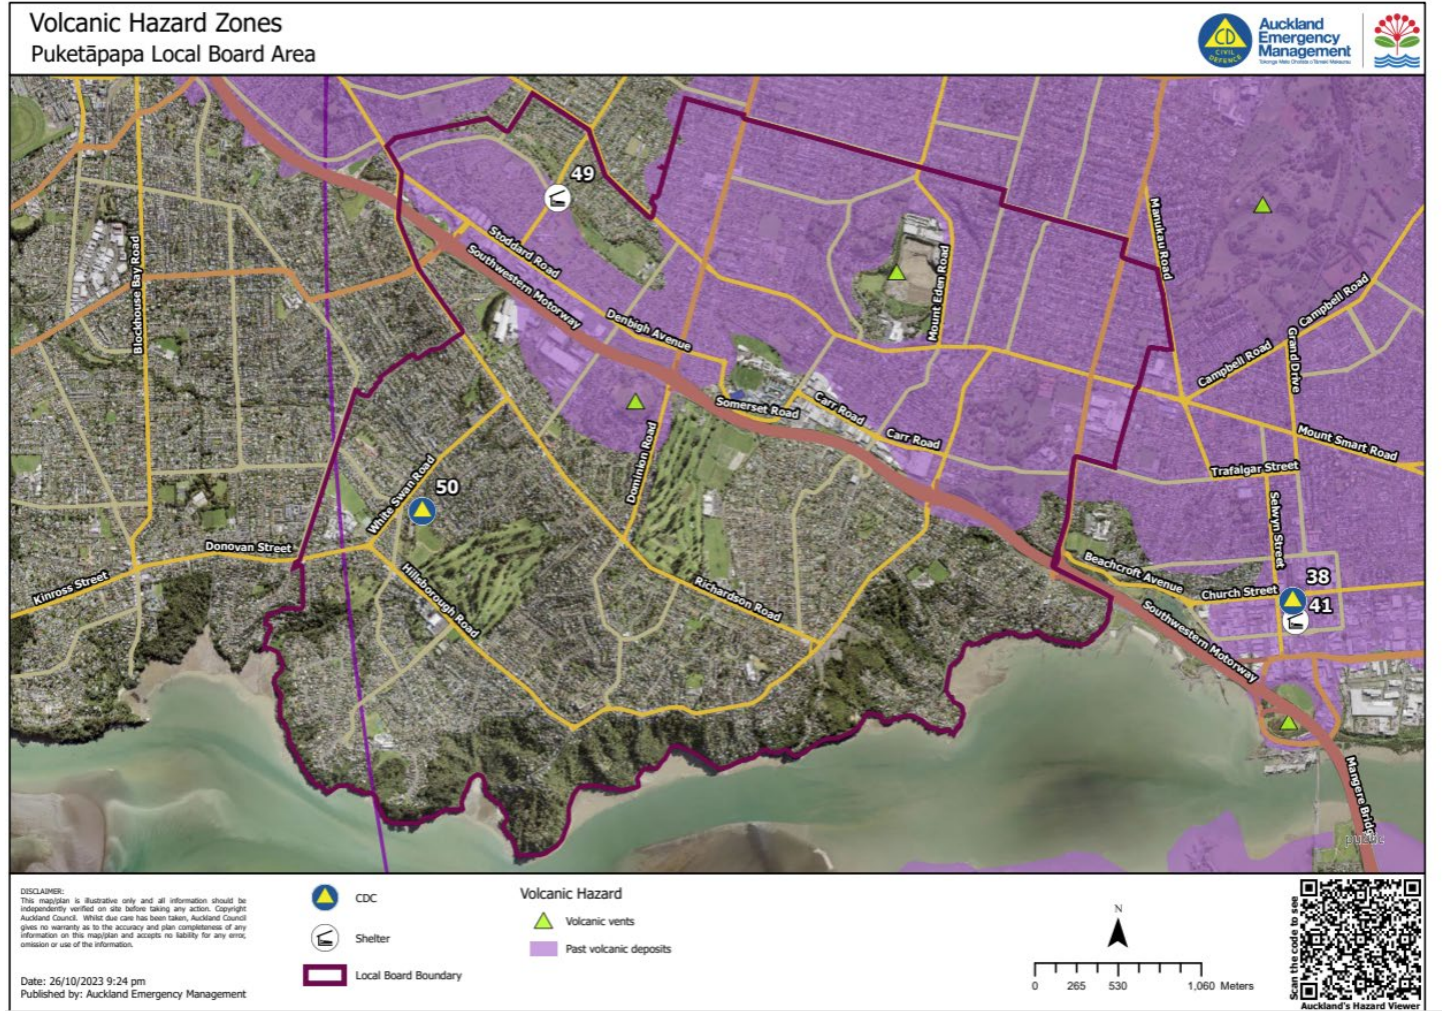 Volcanic Hazard Zones
Puketāpapa Local Board Area
CD
CIVIL
DEFENCE
Auckland
Emergency
Management
49
Stoddard Road
Southwestern Motorway
Manukau Road
Blockhouse Bay Road
Mount Eden Road
Campbell Road
Denbigh Avenue
Grand Drive
Campbell Road
Somerset Road
Carr Road
Carr Road
Mount Smart Road
Dominion Road
White Swan Road
Trafalgar Street
50
Selwyn Street
Donovan Street
Beachcroft Avenue
Kinross Street
Hillsborough Road
Richardson Road
Church Street
38
41
Southwestern Motorway
Mangere Bridge
DISCLAIMER:
This map/plan is illustrative only and all information should be
independently verified on site before taking any action. Copyright
Auckland Council. Whilst due care has been taken, Auckland Council
gives no warranty as to the accuracy and plan completeness of any
information on this map/plan and accepts no liability for any error,
omission or use of the information.
Date: 26/10/2023 9:24 pm
Published by: Auckland Emergency Management
CDC
Shelter
Local Board Boundary
Volcanic Hazard
Volcanic vents
Past volcanic deposits
N
0 265 530 1,060 Meters
Scan the code to see
Auckland's Hazard Viewer